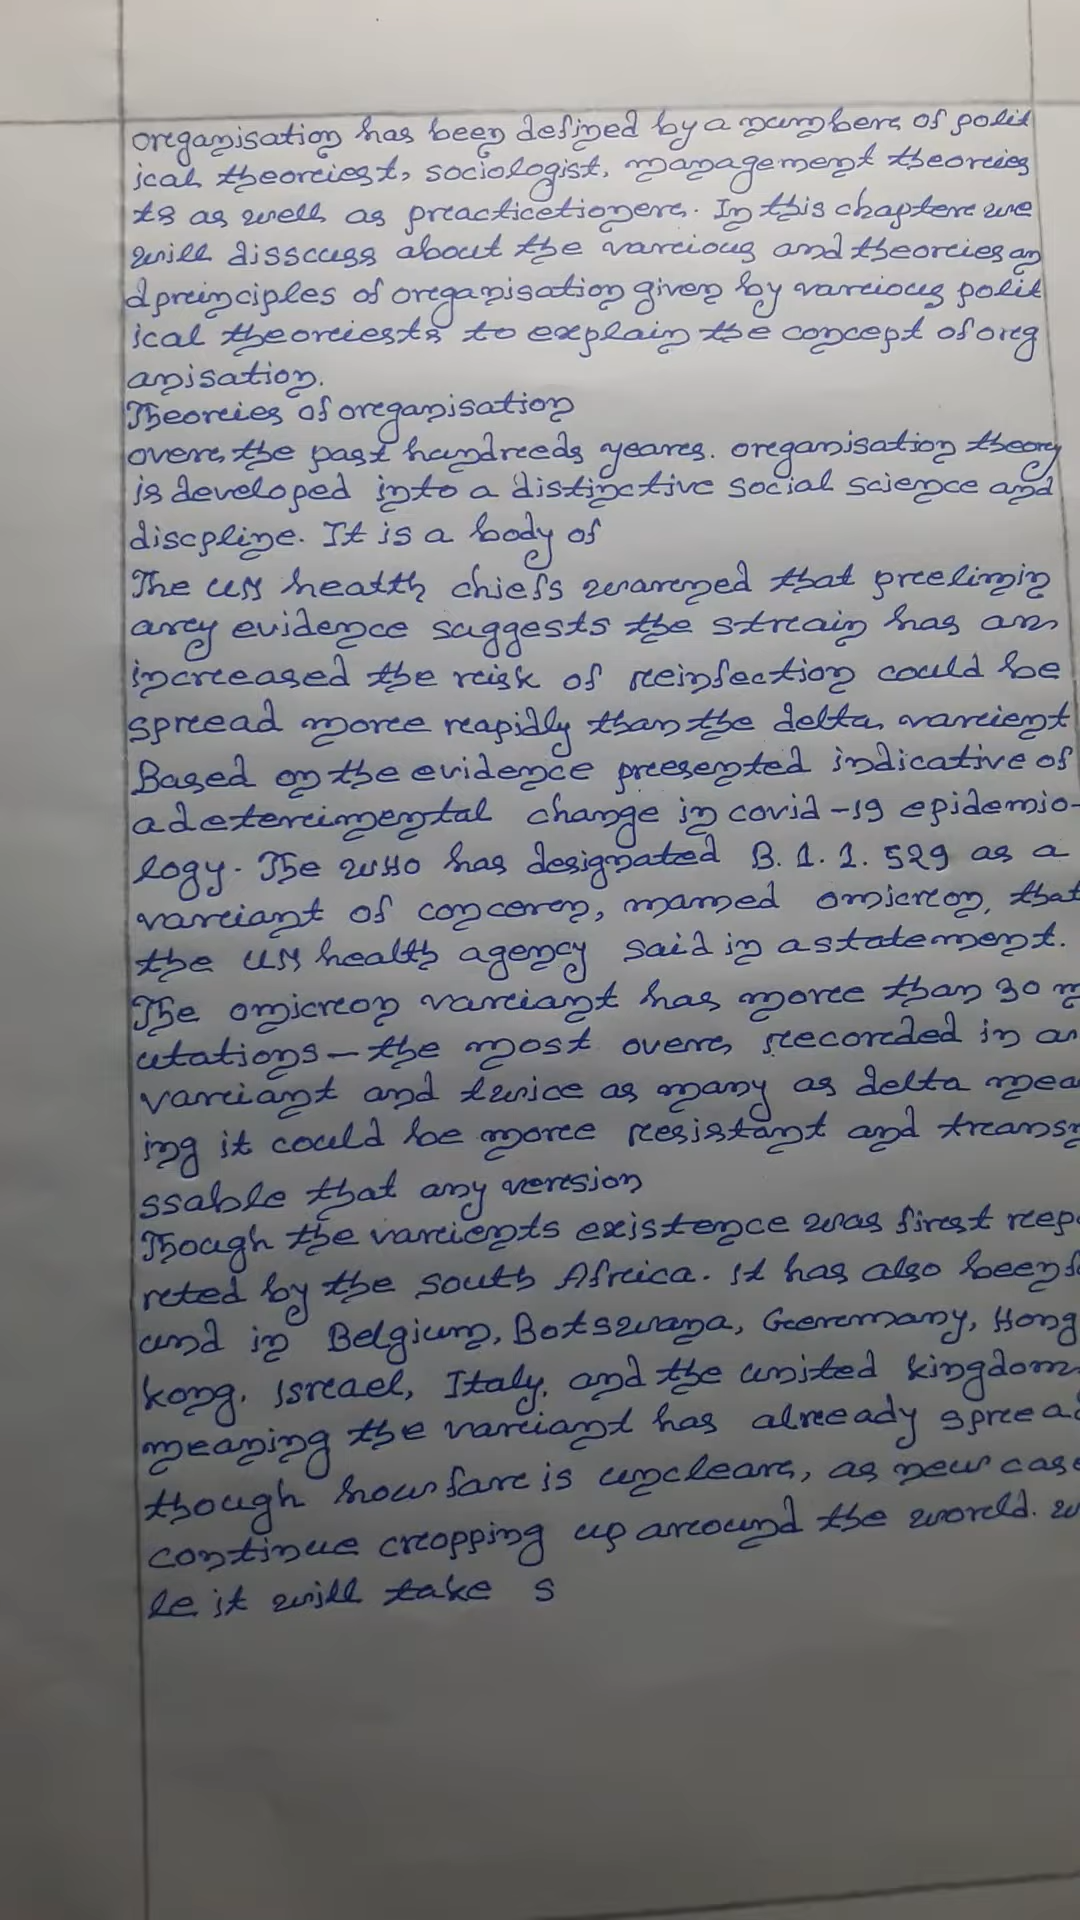 organisation has been defined by a numbers of polit
ical theoriest, sociologist, management theories
ts as well as practicetioner. In this chapter we
will disscuss about the various and theories an
d principles of organisation given by various polit
ical theoriests to explain the concept of org
anisation.
Theories of organisation
over the past hundreds years. organisation theory
is developed into a distinctive social science and
discpline. It is a body of
The UN heatth chiefs warned that prelimin
ary evidence suggests the strain has an
increased the risk of reinfection could be
spread more rapidly than the delta varient
Based on the evidence presented indicative of
a deterimental change in covid-19 epidemio-
logy. The WHO has designated B. 1. 1. 529 as a
variant of concern, named omicron, that
the UN health agency said in a statement.
The omicron variant has more than 30 m
utations - the most over recorded in an
variant and twice as many as delta mea
ing it could be more resistant and trans
ssable that any version
Though the varients existence was first rep
rted by the south Africa. It has also been f
und in Belgium, Botswana, Germany, Hong
kong, Israel, Italy, and the united kingdom
meaning the variant has already sprea
though how far is unclear, as new case
continue cropping up around the world. w
le it will take s